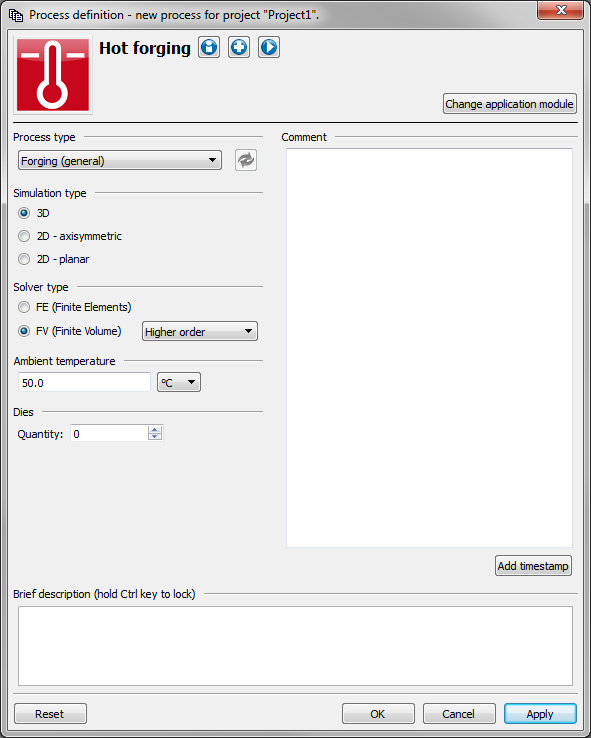 Process definition - new process for project "Project1".
Hot forging
Change application module
Process type
Forging (general)
Simulation type
3D
2D - axisymmetric
2D - planar
Solver type
FE (Finite Elements)
FV (Finite Volume)
Higher order
Ambient temperature
50.0
°C
Dies
Quantity:
0
Comment
Add timestamp
Brief description (hold Ctrl key to lock)
Reset
OK
Cancel
Apply